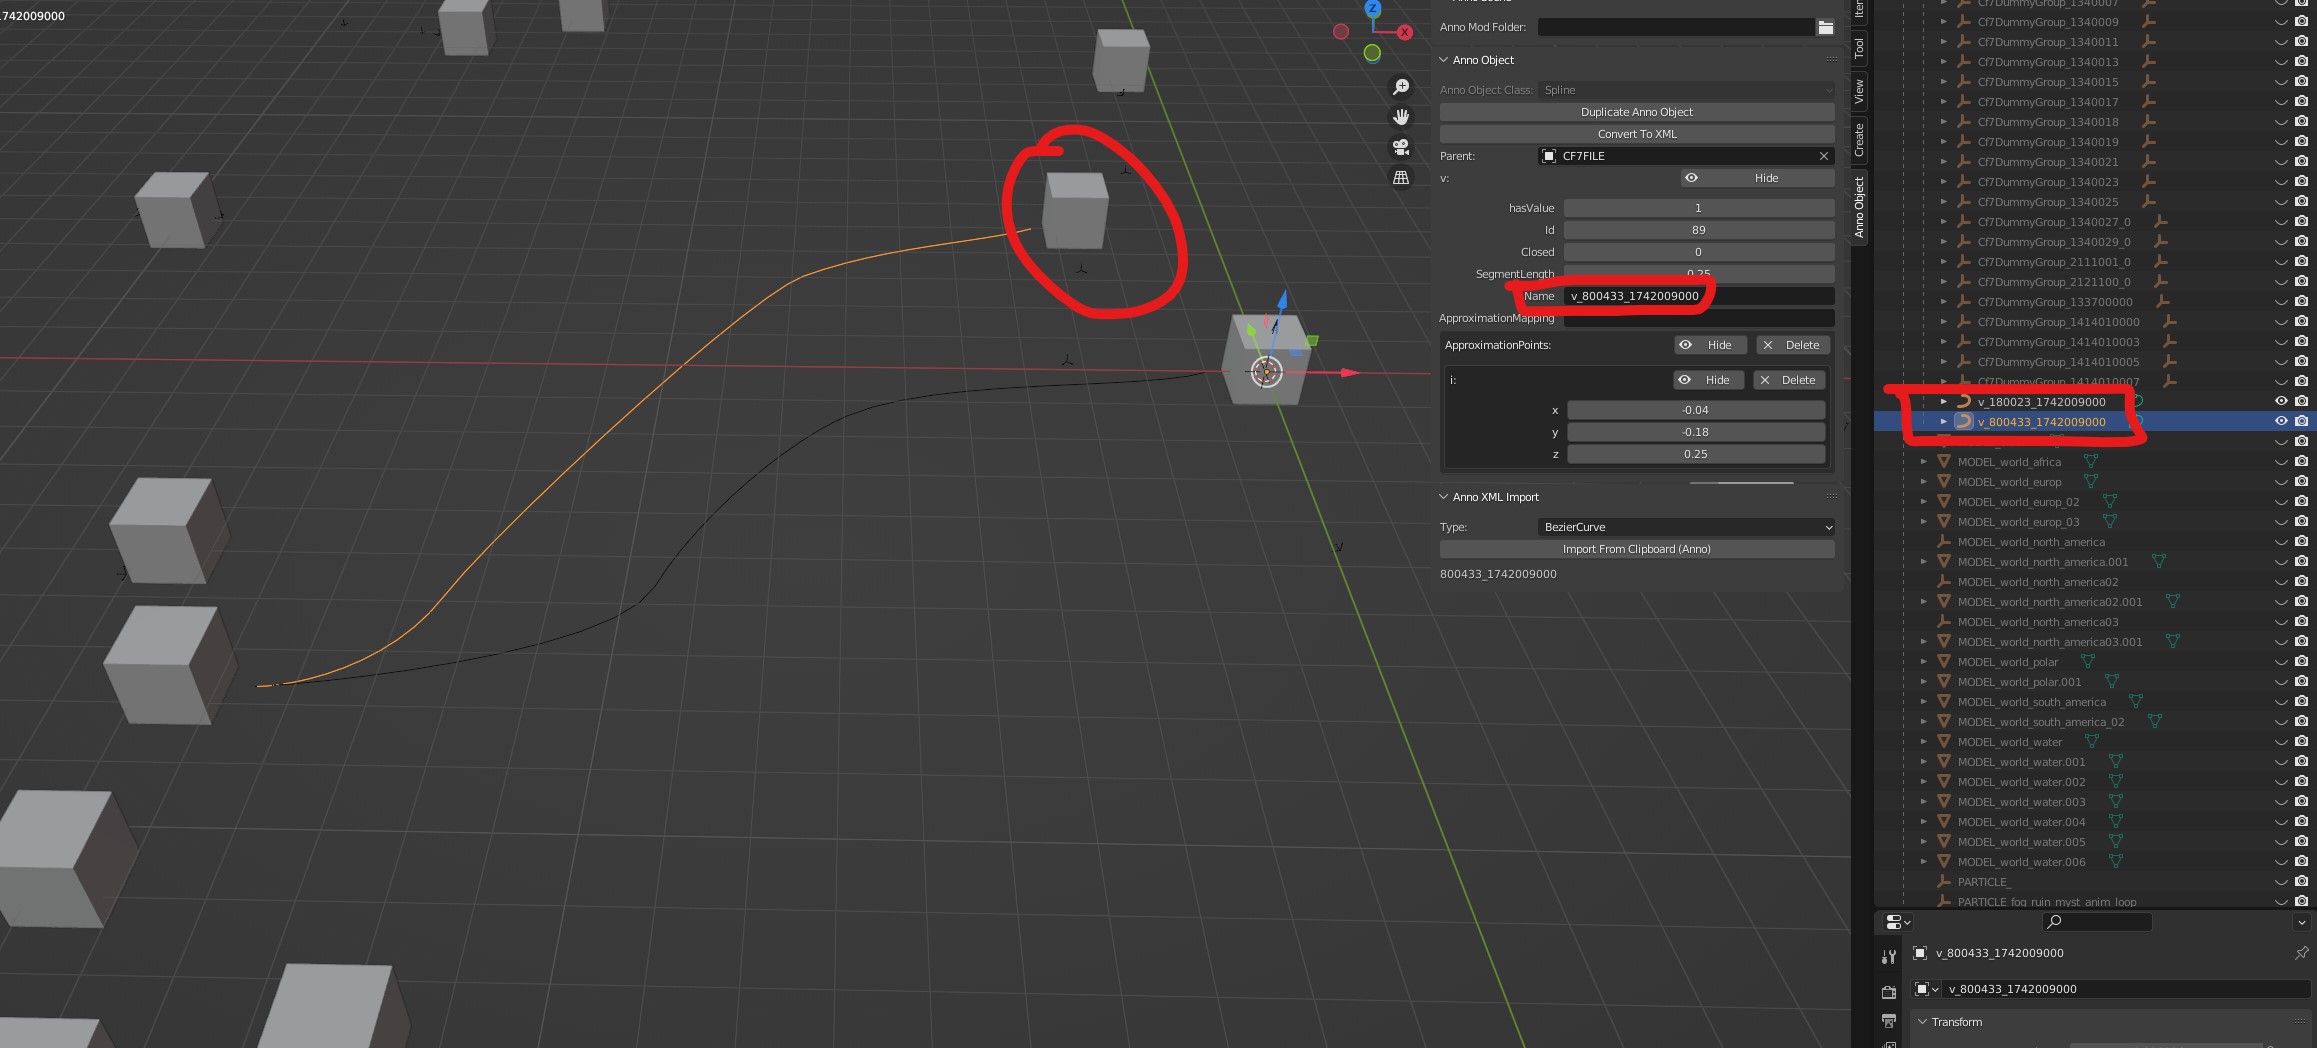 1742009000
Z
X
Anno Mod Folder:
Anno Object
Anno Object Class: Spline
Duplicate Anno Object
Convert To XML
Parent: CF7FILE
v: Hide
hasValue 1
Id 89
Closed 0
SegmentLength 0.25
Name v_800433_1742009000
ApproximationMapping
ApproximationPoints: Hide Delete
i: Hide Delete
x -0.04
y -0.18
z 0.25
Anno XML Import
Type: BezierCurve
Import From Clipboard (Anno)
800433_1742009000
Item
Tool
View
Create
Anno Object
Cf7DummyGroup_1340007
Cf7DummyGroup_1340009
Cf7DummyGroup_1340011
Cf7DummyGroup_1340013
Cf7DummyGroup_1340015
Cf7DummyGroup_1340017
Cf7DummyGroup_1340018
Cf7DummyGroup_1340019
Cf7DummyGroup_1340021
Cf7DummyGroup_1340023
Cf7DummyGroup_1340025
Cf7DummyGroup_1340027_0
Cf7DummyGroup_1340029_0
Cf7DummyGroup_2111001_0
Cf7DummyGroup_2121100_0
Cf7DummyGroup_133700000
Cf7DummyGroup_1414010000
Cf7DummyGroup_1414010003
Cf7DummyGroup_1414010005
Cf7DummyGroup_1414010007
v_180023_1742009000
v_800433_1742009000
MODEL_world_africa
MODEL_world_europ
MODEL_world_europ_02
MODEL_world_europ_03
MODEL_world_north_america
MODEL_world_north_america.001
MODEL_world_north_america02
MODEL_world_north_america02.001
MODEL_world_north_america03
MODEL_world_north_america03.001
MODEL_world_polar
MODEL_world_polar.001
MODEL_world_south_america
MODEL_world_south_america_02
MODEL_world_water
MODEL_world_water.001
MODEL_world_water.002
MODEL_world_water.003
MODEL_world_water.004
MODEL_world_water.005
MODEL_world_water.006
PARTICLE_
PARTICLE_fog_ruin_myst_anim_loop
v_800433_1742009000
v_800433_1742009000
Transform